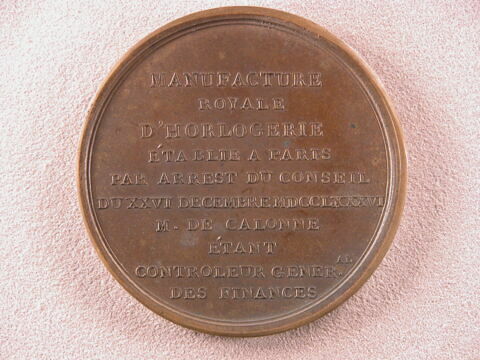 MANUFACTURE
ROYALE
D'HORLOGERIE
ÉTABLIE A PARIS
PAR ARREST DU CONSEIL
DU XXVI DECEMBRE MDCCLXXXVI
M. DE CALONNE
ÉTANT
CONTROLEUR GENER.AL
DES FINANCES